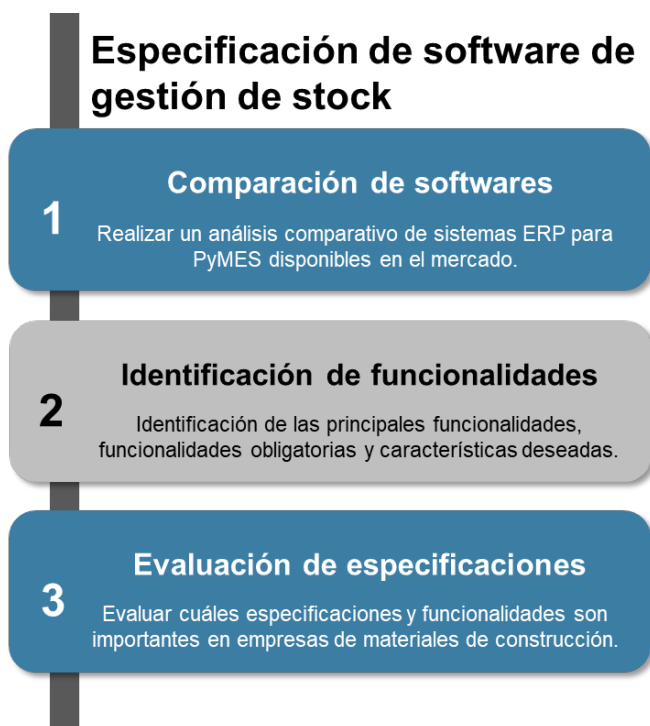 Especificación de software de
gestión de stock
Comparación de softwares
1
Realizar un análisis comparativo de sistemas ERP para
PyMES disponibles en el mercado.
Identificación de funcionalidades
2
Identificación de las principales funcionalidades,
funcionalidades obligatorias y características deseadas.
Evaluación de especificaciones
3
Evaluar cuáles especificaciones y funcionalidades son
importantes en empresas de materiales de construcción.